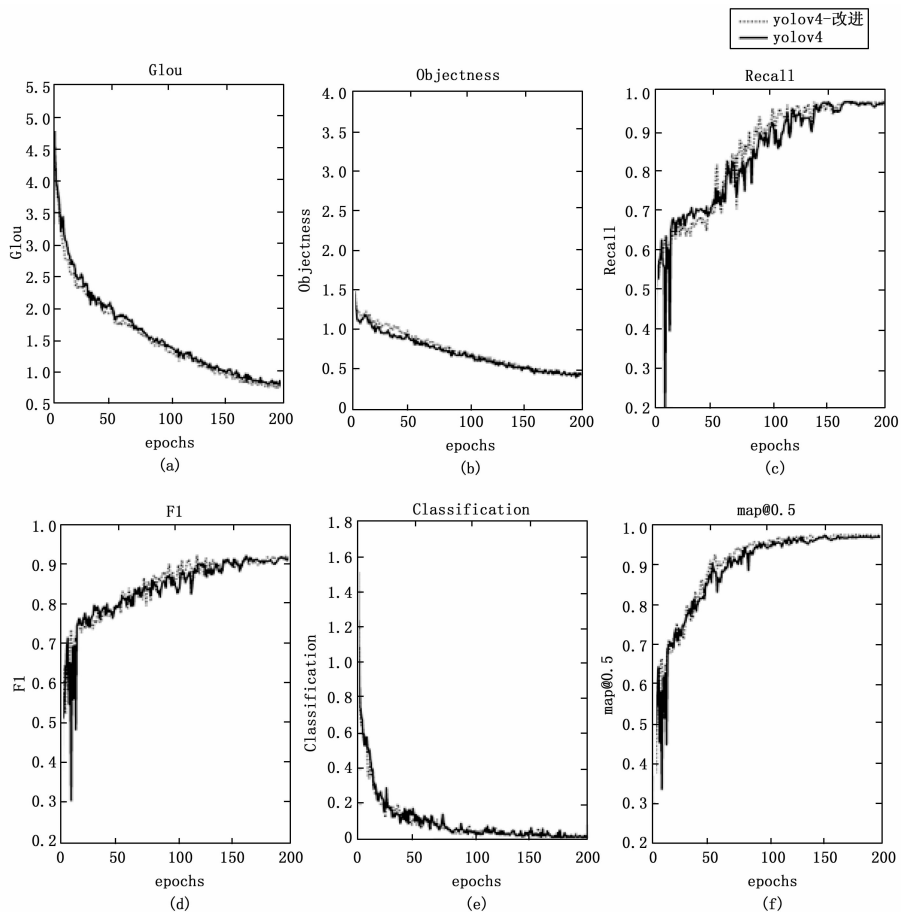 yolov4-改进
yolov4
Glou
5.5
5.0
4.5
4.0
3.5
3.0
2.5
2.0
1.5
1.0
0.5
Glou
0 50 100 150 200
epochs
(a)
Objectness
4.0
3.5
3.0
2.5
2.0
1.5
1.0
0.5
0
Objectness
0 50 100 150 200
epochs
(b)
Recall
1.0
0.9
0.8
0.7
0.6
0.5
0.4
0.3
0.2
Recall
0 50 100 150 200
epochs
(c)
F1
1.0
0.9
0.8
0.7
0.6
0.5
0.4
0.3
0.2
F1
0 50 100 150 200
epochs
(d)
Classification
1.8
1.6
1.4
1.2
1.0
0.8
0.6
0.4
0.2
0
Classification
0 50 100 150 200
epochs
(e)
map@0.5
1.0
0.9
0.8
0.7
0.6
0.5
0.4
0.3
0.2
map@0.5
0 50 100 150 200
epochs
(f)